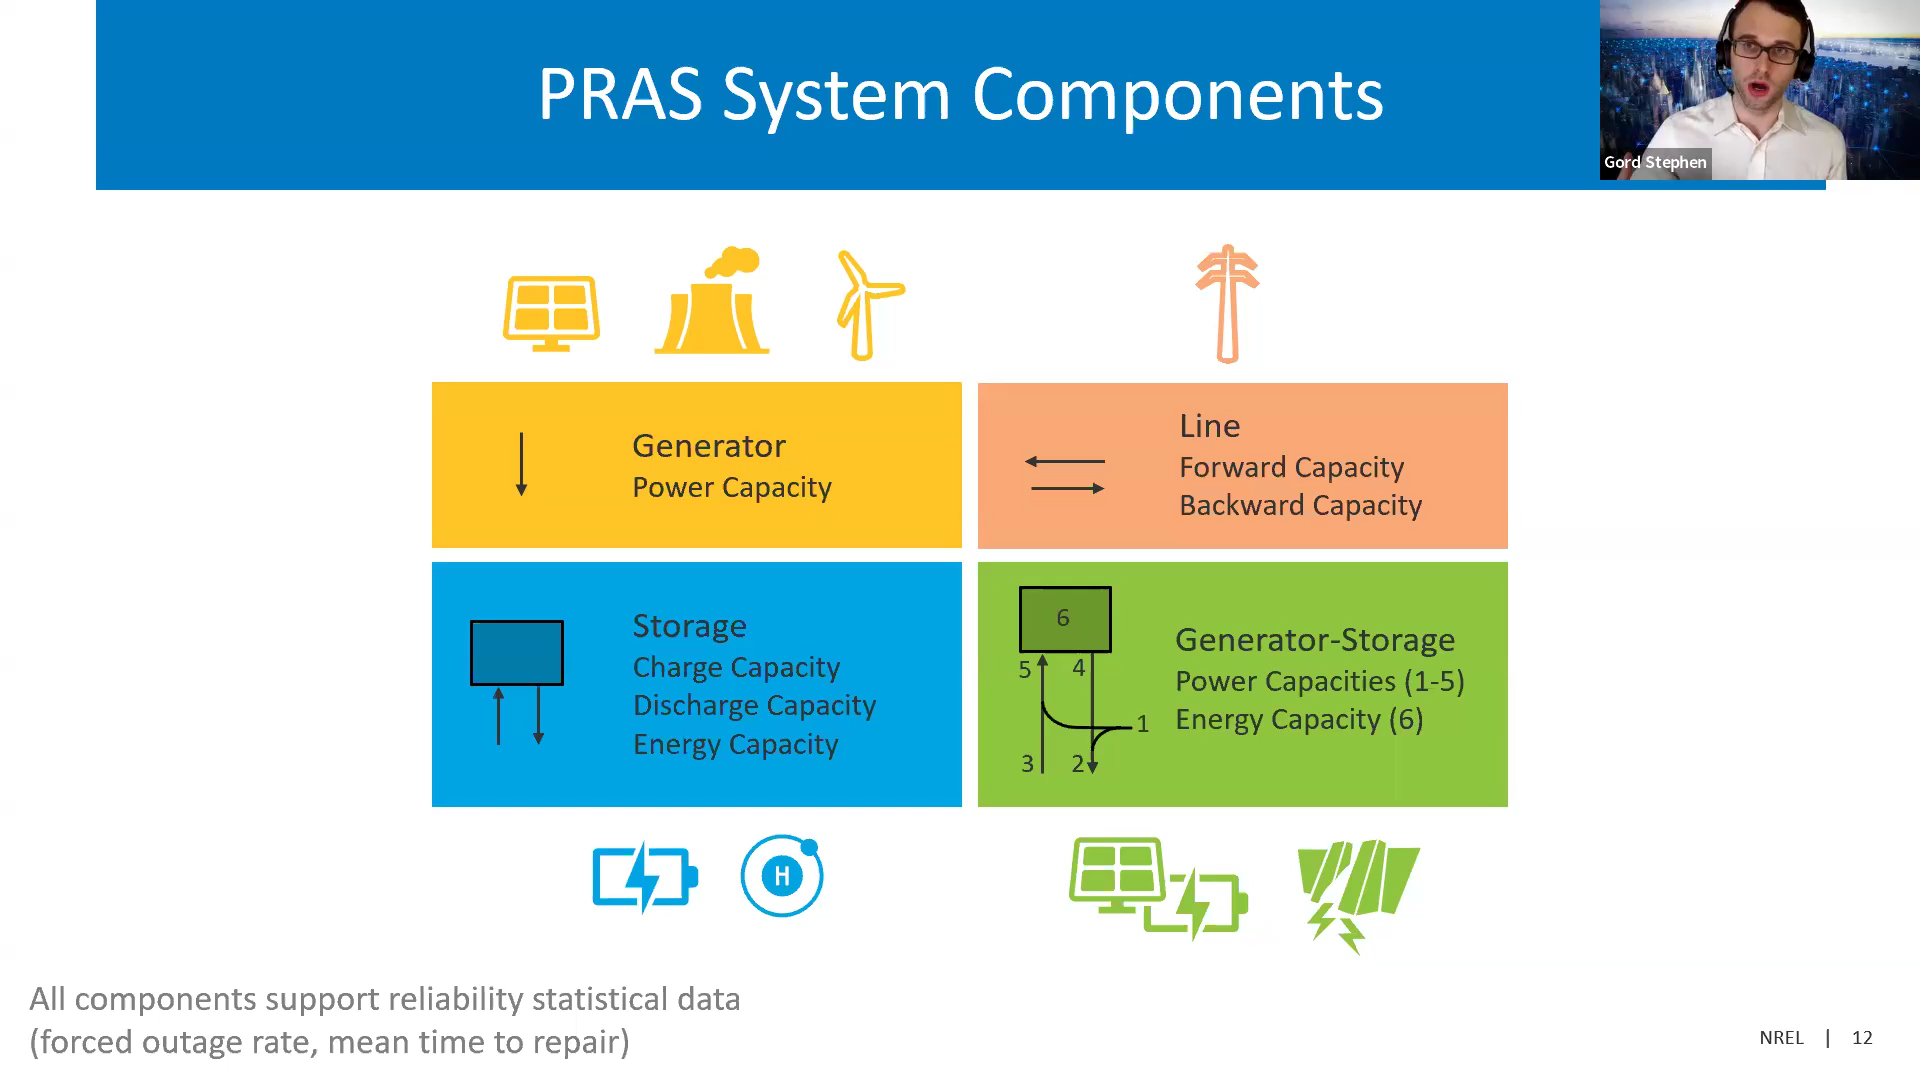 PRAS System Components
Gord Stephen
Generator
Power Capacity
Line
Forward Capacity
Backward Capacity
Storage
Charge Capacity
Discharge Capacity
Energy Capacity
6
5 4
1
3 2
Generator-Storage
Power Capacities (1-5)
Energy Capacity (6)
H
All components support reliability statistical data
(forced outage rate, mean time to repair)
NREL | 12